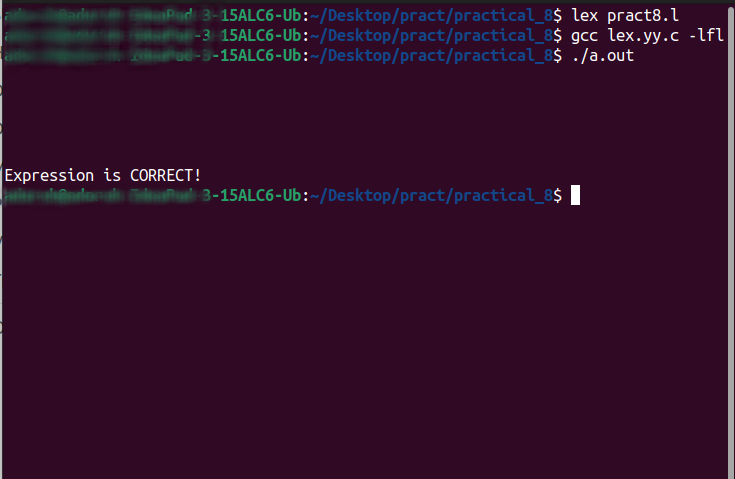 3-15ALC6-Ub:~/Desktop/pract/practical_8$ lex pract8.l
-3-15ALC6-Ub:~/Desktop/pract/practical_8$ gcc lex.yy.c -lfl
-3-15ALC6-Ub:~/Desktop/pract/practical_8$ ./a.out
Expression is CORRECT!
3-15ALC6-Ub:~/Desktop/pract/practical_8$